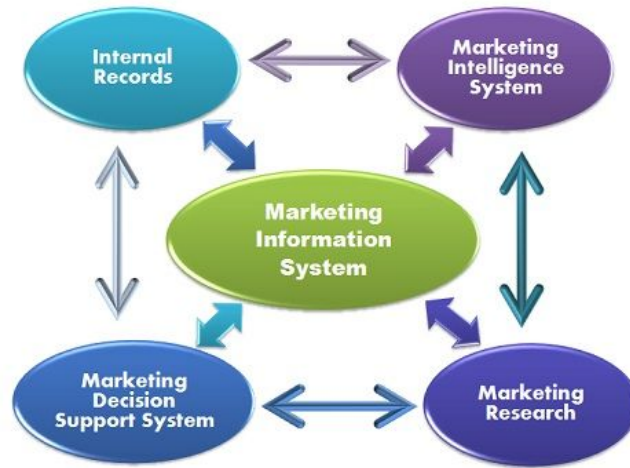 Internal
Records
Marketing
Intelligence
System
Marketing
Information
System
Marketing
Decision
Support System
Marketing
Research